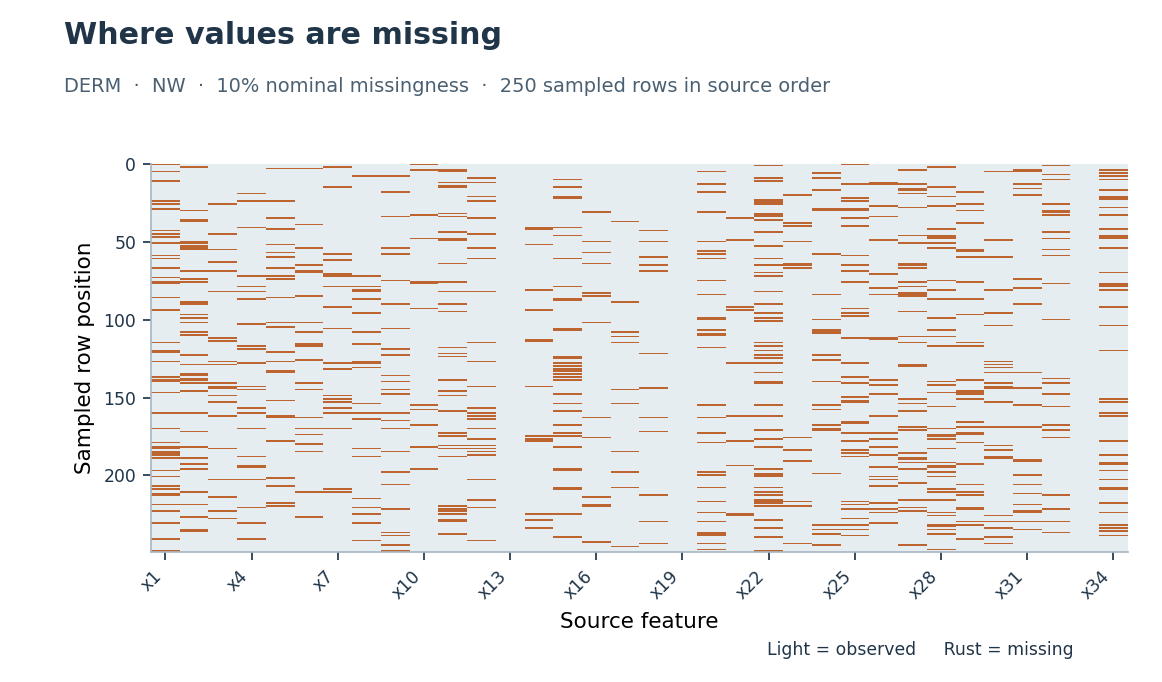 Where values are missing
DERM · NW · 10% nominal missingness · 250 sampled rows in source order
0
50
100
150
200
Sampled row position
x1 x4 x7 x10 x13 x16 x19 x22 x25 x28 x31 x34
Source feature
Light = observed Rust = missing